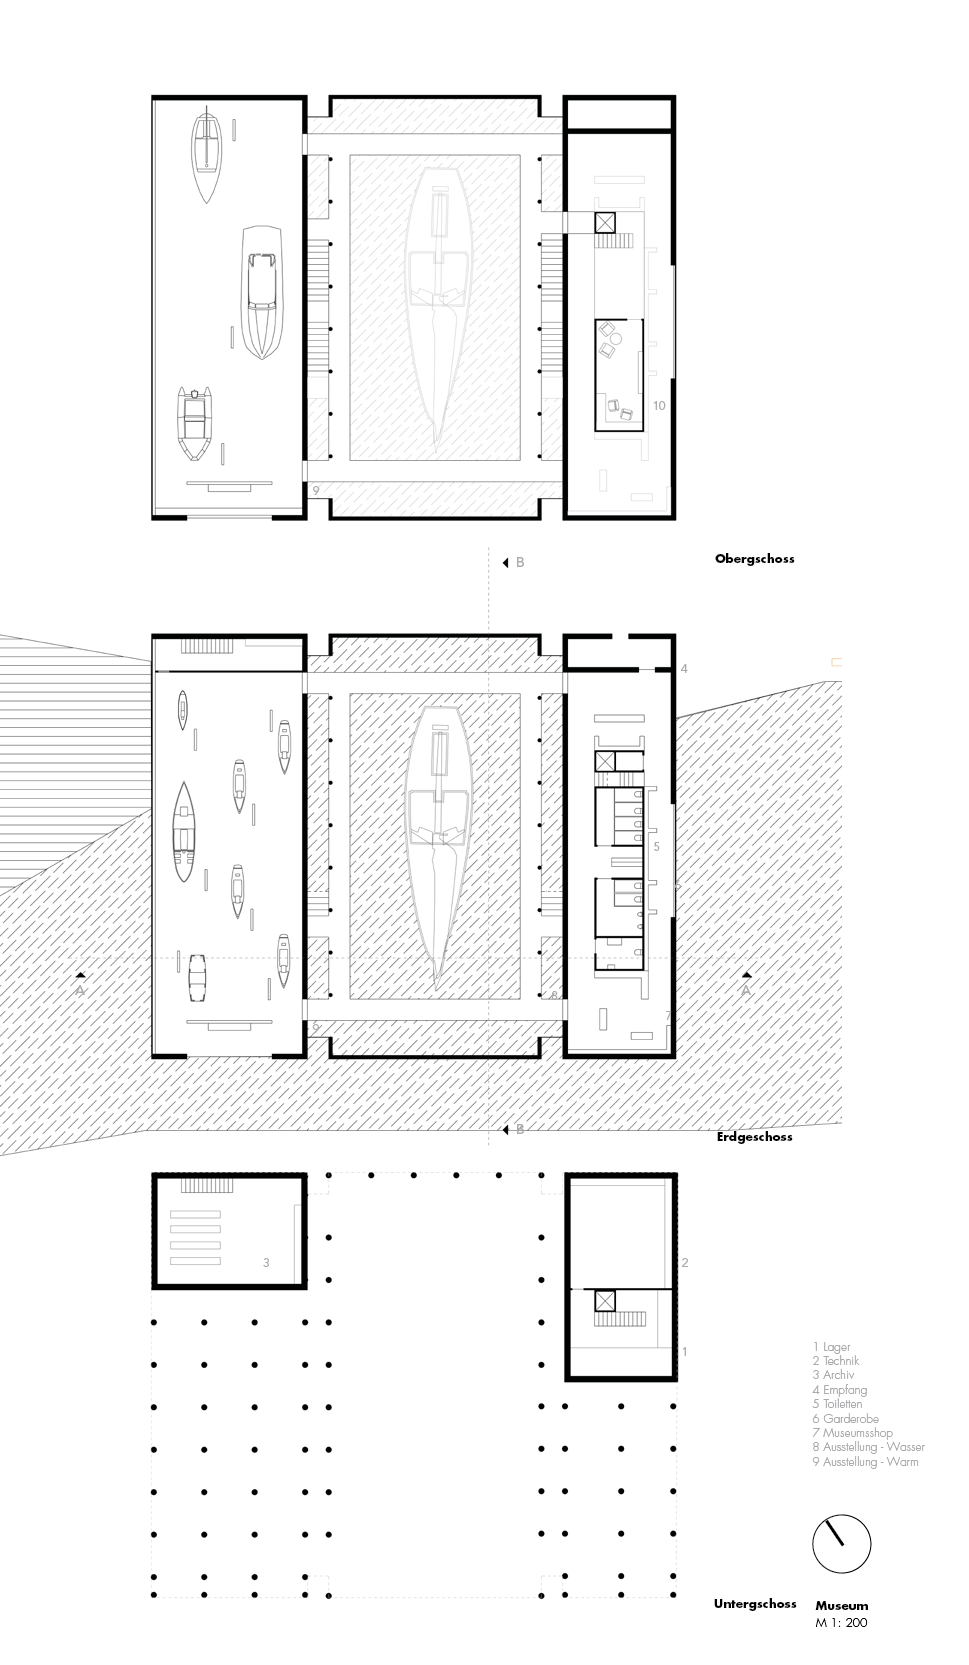 10
9
B
Obergschoss
4
5
6
A
A
8
7
9
B
Erdgeschoss
3
2
1
1 Lager
2 Technik
3 Archiv
4 Empfang
5 Toiletten
6 Garderobe
7 Museumsshop
8 Ausstellung - Wasser
9 Ausstellung - Warm
Untergschoss
Museum
M 1: 200